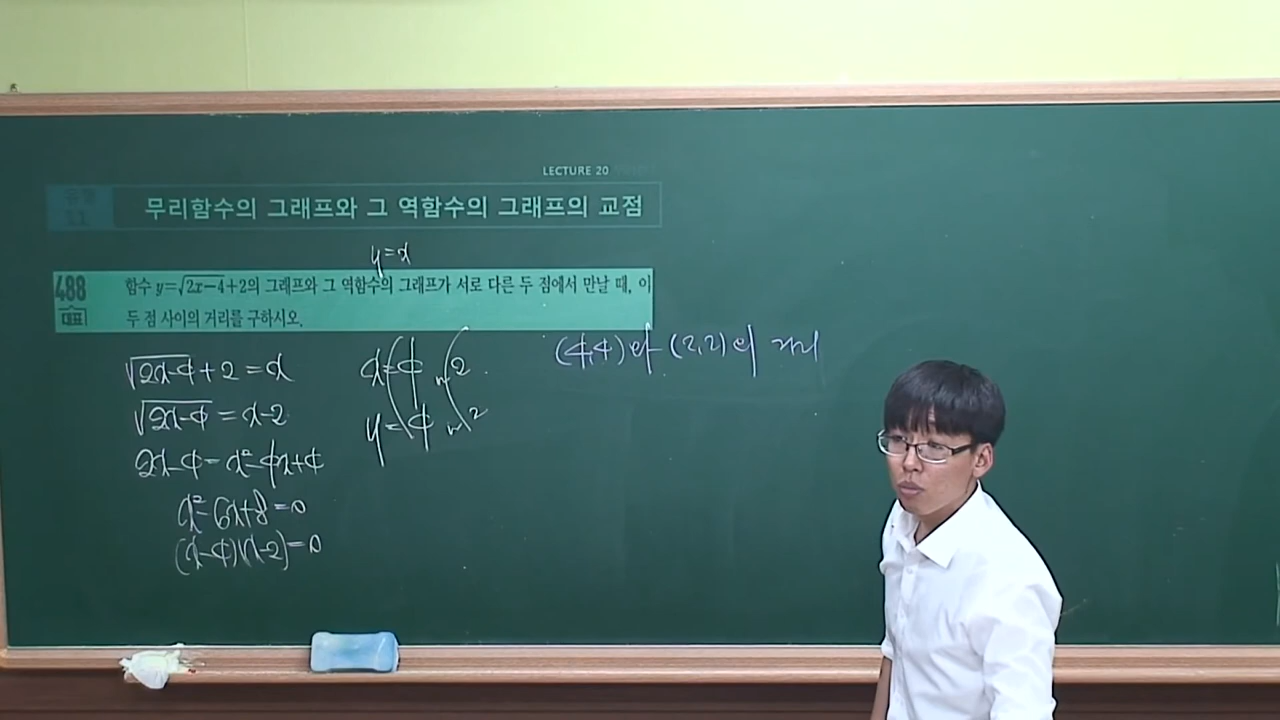 LECTURE 20
유형 11 무리함수의 그래프와 그 역함수의 그래프의 교점
y=x
488 함수 y=√2x-4+2의 그래프와 그 역함수의 그래프가 서로 다른 두 점에서 만날 때, 이
대표 두 점 사이의 거리를 구하시오.
√2x-4+2=x
√2x-4=x-2
2x-4=x²-4x+4
x²-6x+8=0
(x-4)(x-2)=0
x=4 or 2
y=4 or 2
(4,4)와 (2,2)의 거리